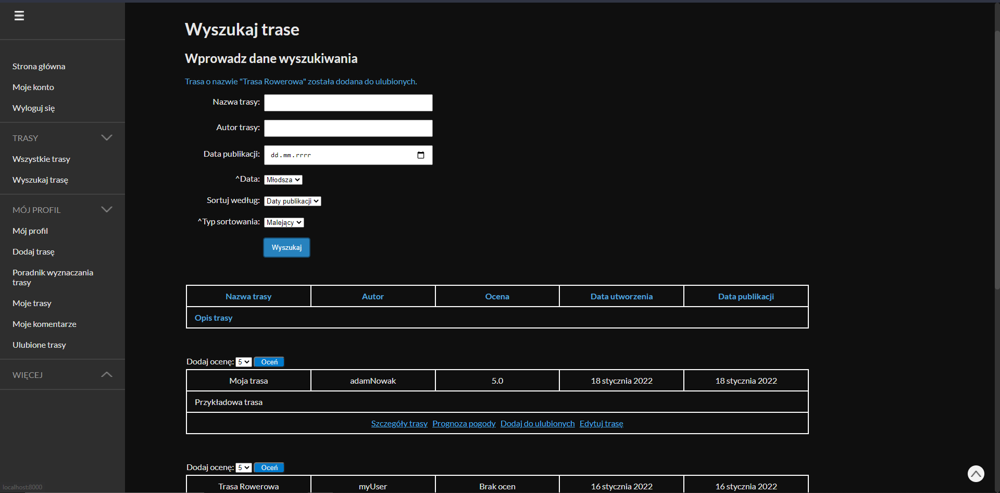 Strona główna
Moje konto
Wyloguj się
TRASY
Wszystkie trasy
Wyszukaj trasę
MÓJ PROFIL
Mój profil
Dodaj trasę
Poradnik wyznaczania
trasy
Moje trasy
Moje komentarze
Ulubione trasy
WIĘCEJ
localhost:8000
Wyszukaj trase
Wprowadz dane wyszukiwania
Trasa o nazwie "Trasa Rowerowa" została dodana do ulubionych.
Nazwa trasy:
Autor trasy:
Data publikacji: dd.mm.rrrr
^Data: Młodsza
Sortuj według: Daty publikacji
^Typ sortowania: Malejący
Wyszukaj
Nazwa trasy Autor Ocena Data utworzenia Data publikacji
Opis trasy
Dodaj ocenę: 5 Oceń
Moja trasa adamNowak 5.0 18 stycznia 2022 18 stycznia 2022
Przykładowa trasa
Szczegóły trasy Prognoza pogody Dodaj do ulubionych Edytuj trasę
Dodaj ocenę: 5 Oceń
Trasa Rowerowa myUser Brak ocen 16 stycznia 2022 16 stycznia 2022